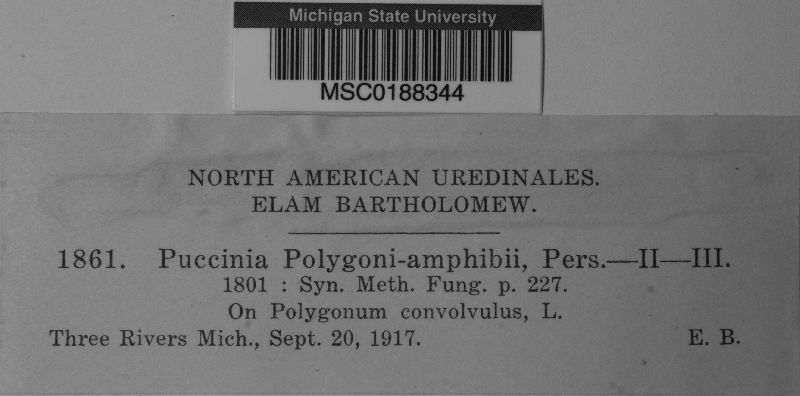 Michigan State University
MSC0188344
NORTH AMERICAN UREDINALES.
ELAM BARTHOLOMEW.
1861. Puccinia Polygoni-amphibii, Pers.—II—III.
1801 : Syn. Meth. Fung. p. 227.
On Polygonum convolvulus, L.
Three Rivers Mich., Sept. 20, 1917. E. B.